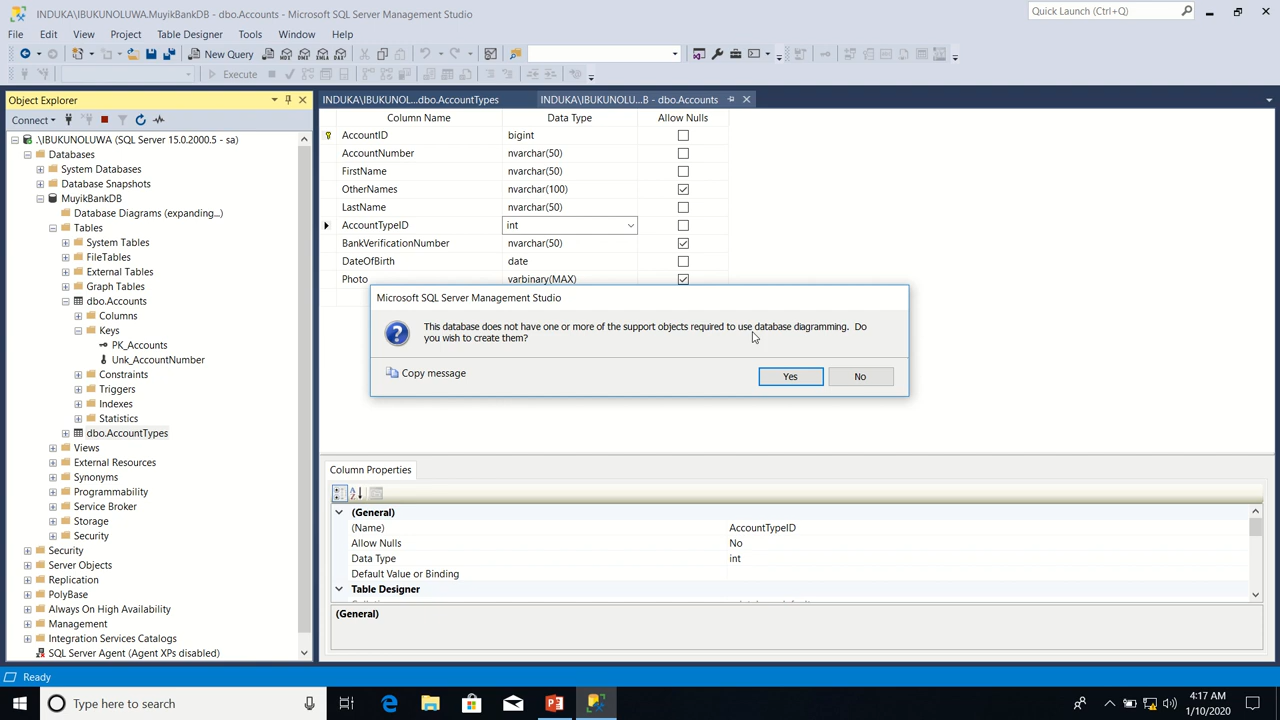 INDUKA\IBUKUNOLUWA.MuyikBankDB - dbo.Accounts - Microsoft SQL Server Management Studio
Quick Launch (Ctrl+Q)
File Edit View Project Table Designer Tools Window Help
New Query
Execute
Object Explorer
Connect
.\IBUKUNOLUWA (SQL Server 15.0.2000.5 - sa)
Databases
System Databases
Database Snapshots
MuyikBankDB
Database Diagrams (expanding...)
Tables
System Tables
FileTables
External Tables
Graph Tables
dbo.Accounts
Columns
Keys
PK_Accounts
Unk_AccountNumber
Constraints
Triggers
Indexes
Statistics
dbo.AccountTypes
Views
External Resources
Synonyms
Programmability
Service Broker
Storage
Security
Security
Server Objects
Replication
PolyBase
Always On High Availability
Management
Integration Services Catalogs
SQL Server Agent (Agent XPs disabled)
INDUKA\IBUKUNOL...dbo.AccountTypes
INDUKA\IBUKUNOLU...B - dbo.Accounts
Column Name Data Type Allow Nulls
AccountID bigint
AccountNumber nvarchar(50)
FirstName nvarchar(50)
OtherNames nvarchar(100)
LastName nvarchar(50)
AccountTypeID int
BankVerificationNumber nvarchar(50)
DateOfBirth date
Photo varbinary(MAX)
Microsoft SQL Server Management Studio
This database does not have one or more of the support objects required to use database diagramming. Do
you wish to create them?
Copy message
Yes
No
Column Properties
(General)
(Name) AccountTypeID
Allow Nulls No
Data Type int
Default Value or Binding
Table Designer
(General)
Ready
Type here to search
4:17 AM
1/10/2020